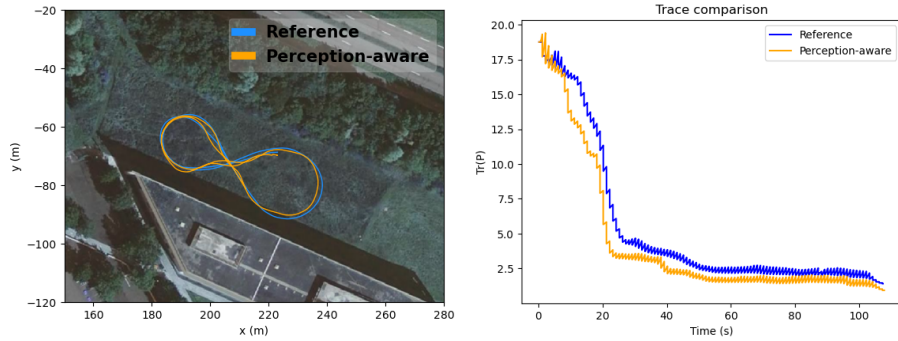 Reference
Perception-aware
−20
−40
−60
−80
−100
−120
y (m)
160 180 200 220 240 260 280
x (m)
Trace comparison
Reference
Perception-aware
20.0
17.5
15.0
12.5
10.0
7.5
5.0
2.5
Tr(P)
0 20 40 60 80 100
Time (s)